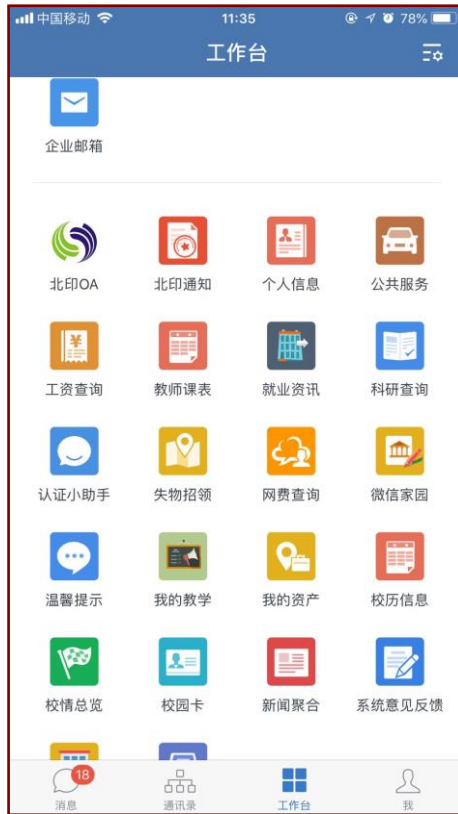 中国移动 11:35 78%
工作台
企业邮箱
北印OA 北印通知 个人信息 公共服务
工资查询 教师课表 就业资讯 科研查询
认证小助手 失物招领 网费查询 微信家园
温馨提示 我的教学 我的资产 校历信息
校情总览 校园卡 新闻聚合 系统意见反馈
18
消息 通讯录 工作台 我